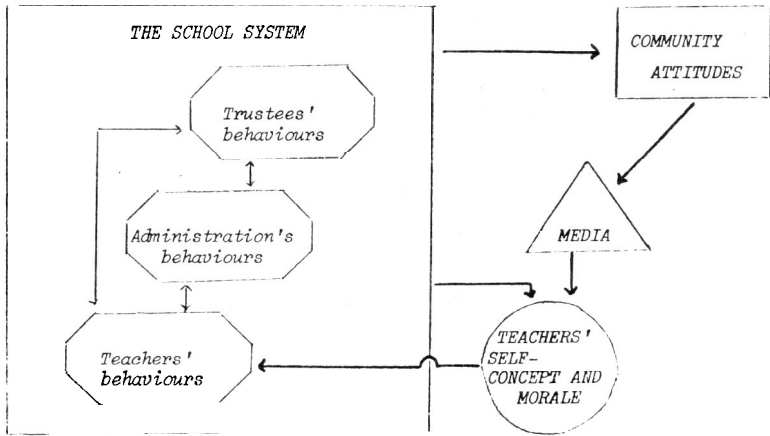 THE SCHOOL SYSTEM
COMMUNITY
ATTITUDES
Trustees'
behaviours
Administration's
behaviours
MEDIA
Teachers'
behaviours
TEACHERS'
SELF-
CONCEPT AND
MORALE